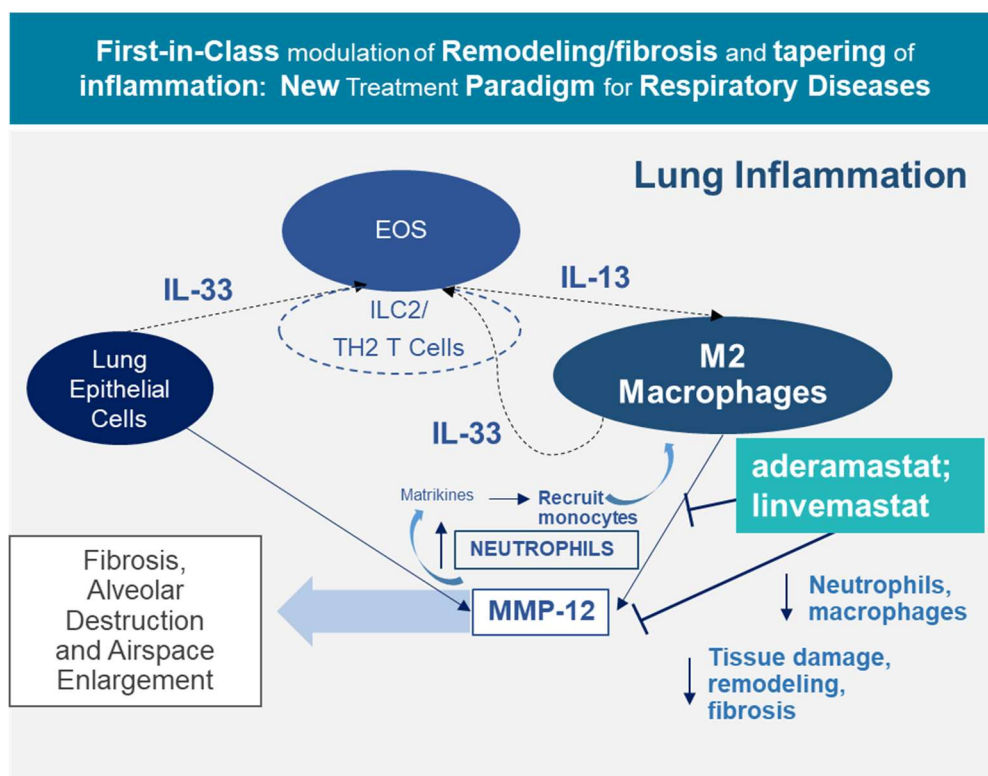 First-in-Class modulation of Remodeling/fibrosis and tapering of
inflammation: New Treatment Paradigm for Respiratory Diseases
Lung Inflammation
EOS
IL-33
IL-13
ILC2/
TH2 T Cells
Lung
Epithelial
Cells
M2
Macrophages
IL-33
aderamastat;
linvemastat
Matrikines
Recruit
monocytes
NEUTROPHILS
Fibrosis,
Alveolar
Destruction
and Airspace
Enlargement
MMP-12
Neutrophils,
macrophages
Tissue damage,
remodeling,
fibrosis